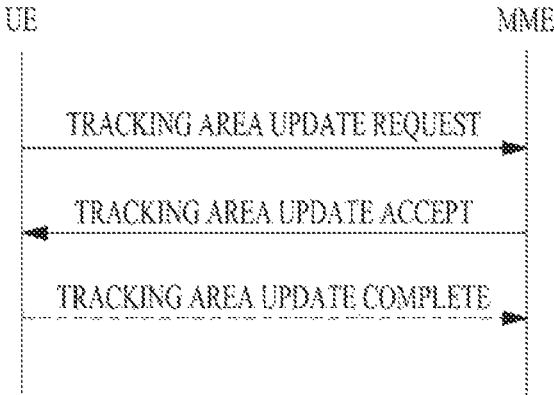 UE
MME
TRACKING AREA UPDATE REQUEST
TRACKING AREA UPDATE ACCEPT
TRACKING AREA UPDATE COMPLETE